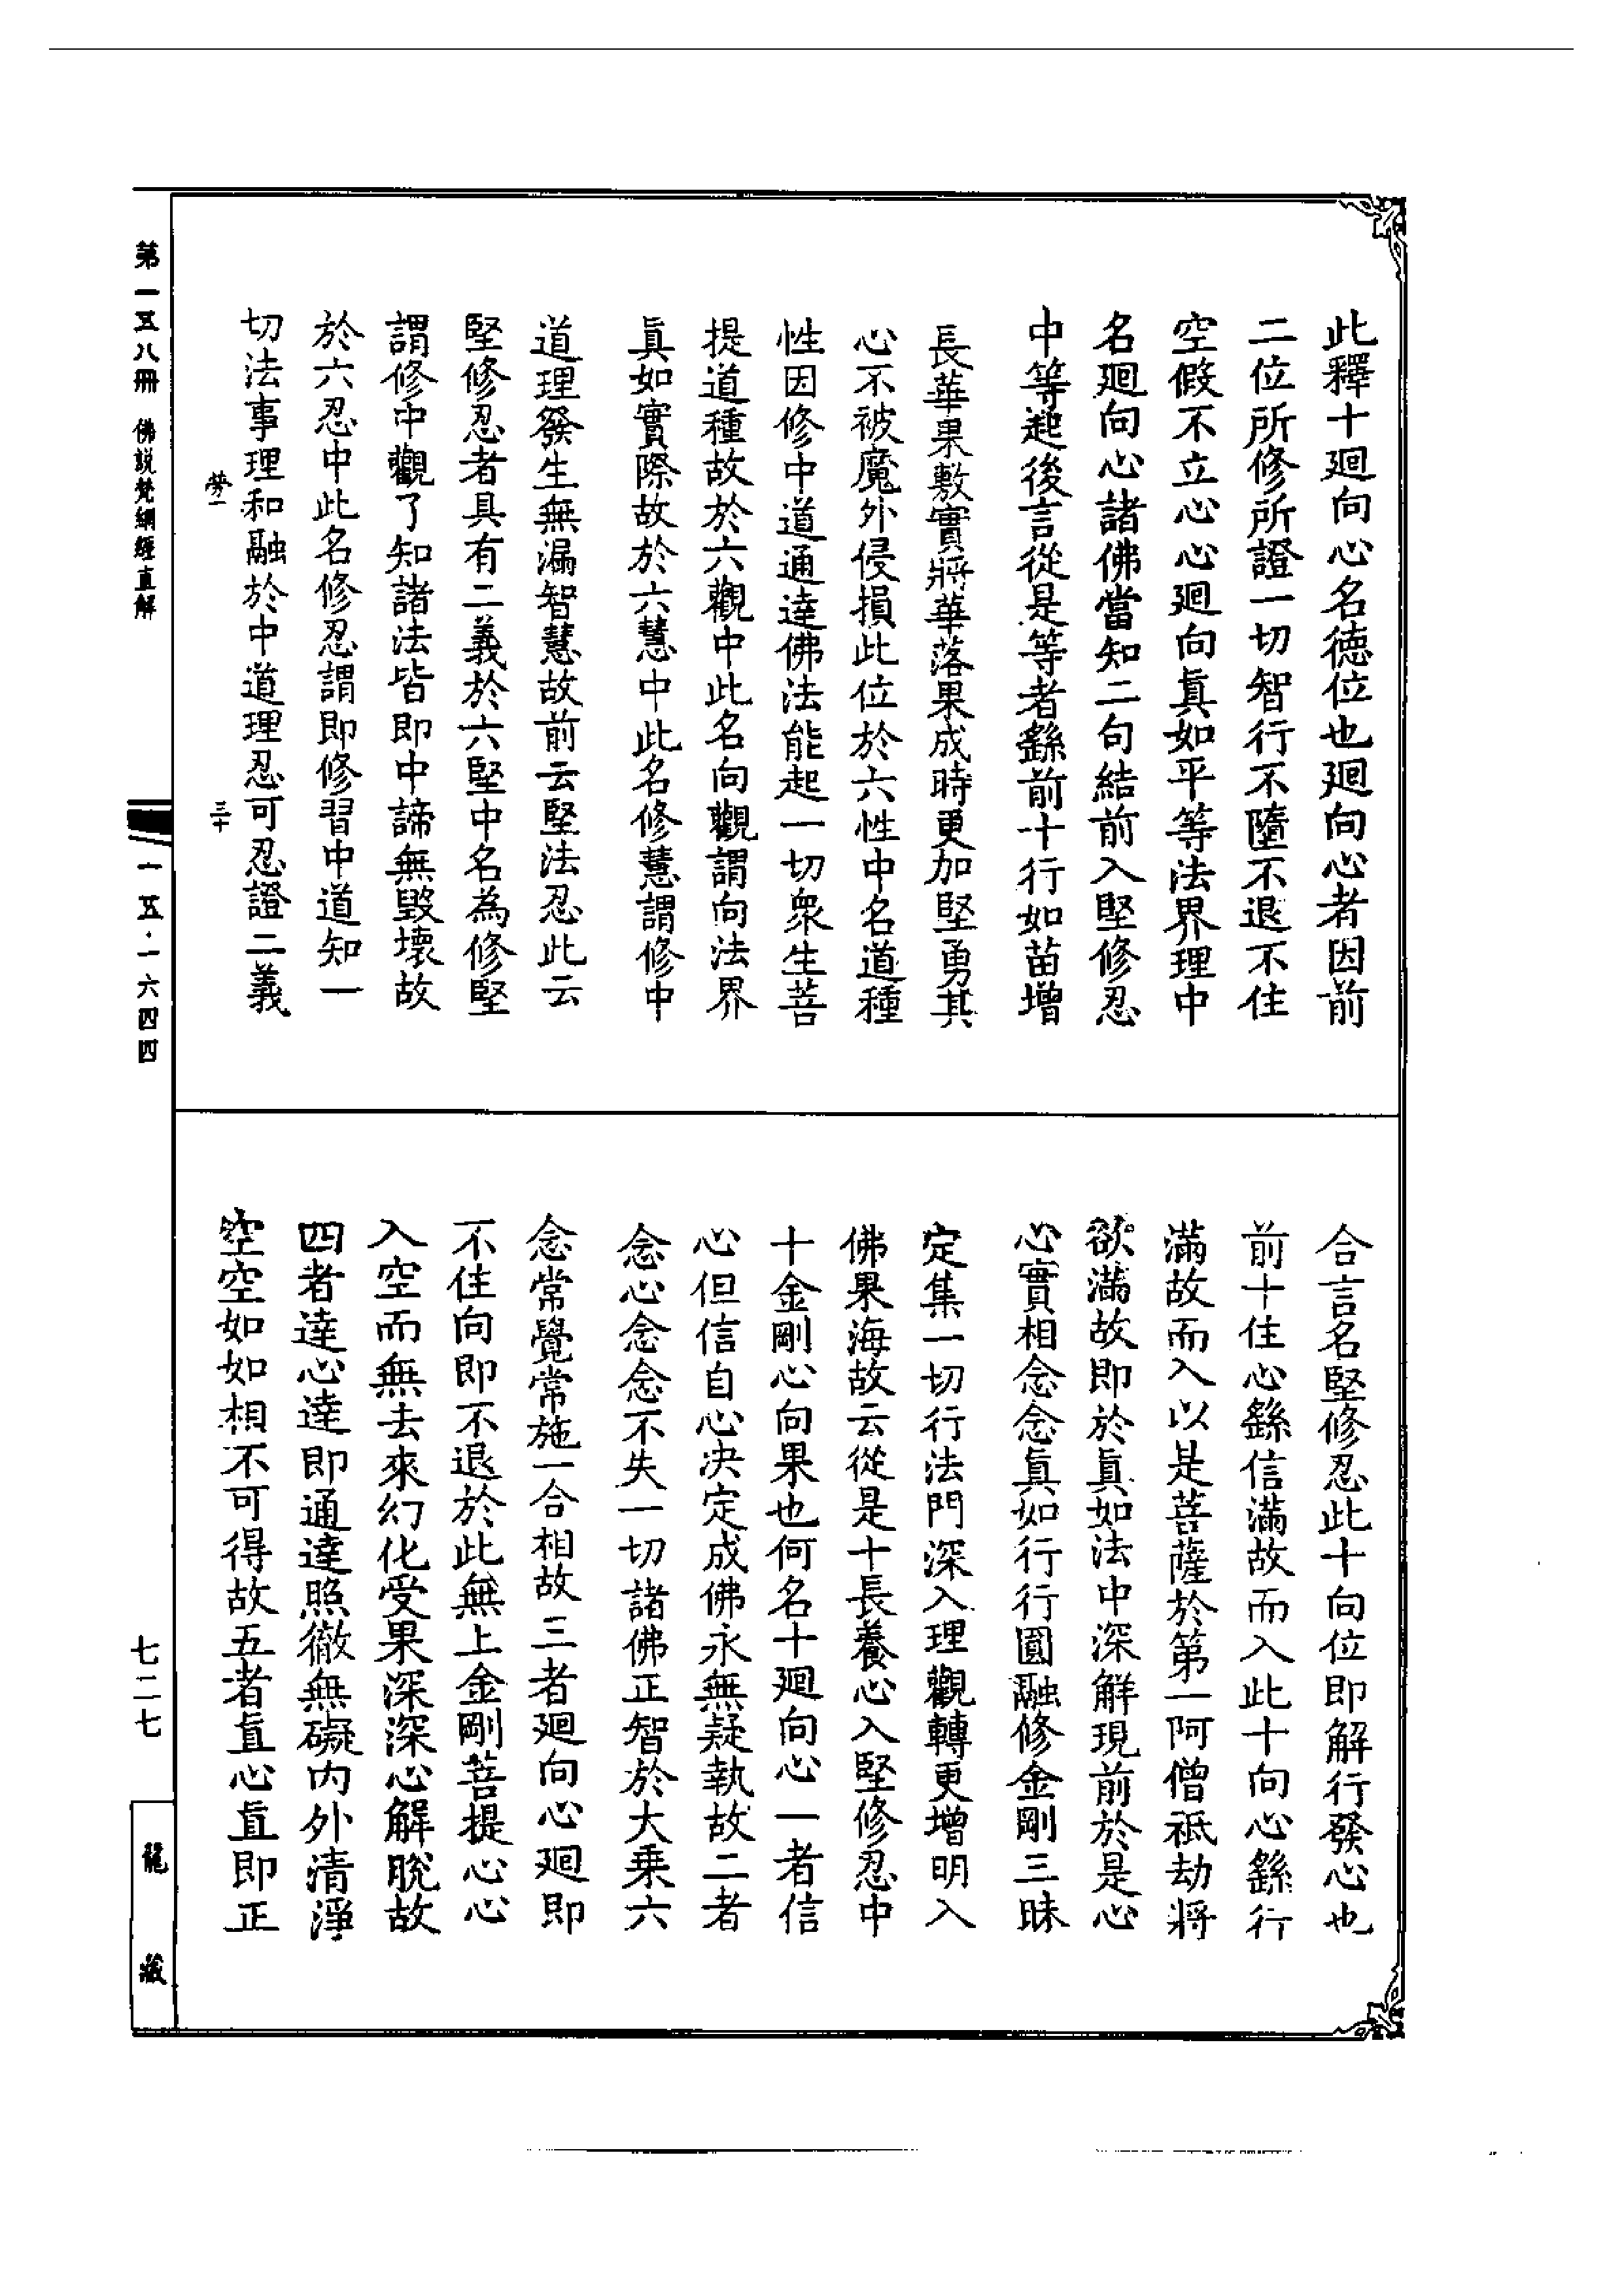 此釋十廻向心名德位也廻向心者因前
二位所修所證一切智行不墮不退不住
空假不立心心廻向眞如平等法界理中
名廻向心諸佛當知二句結前入堅修忍
中等起後言從是等者繇前十行如苗增
長華果敷實將華落果成時更加堅勇其
心不被魔外侵損此位於六性中名道種
性因修中道通達佛法能起一切衆生菩
提道種故於六觀中此名向觀謂向法界
眞如實際故於六慧中此名修慧謂修中
道理發生無漏智慧故前云堅法忍此云
堅修忍者具有二義於六堅中名為修堅
謂修中觀了知諸法皆即中諦無毀壞故
於六忍中此名修忍謂即修習中道知一
切法事理和融於中道理忍可忍證二義
勞一
三十
合言名堅修忍此十向位即解行發心也
前十住心繇信滿故而入此十向心繇行
滿故而入以是菩薩於第一阿僧祇劫將
欲滿故即於眞如法中深解現前於是心
心實相念念眞如行行圓融修金剛三昧
定集一切行法門深入理觀轉更增明入
佛果海故云從是十長養心入堅修忍中
十金剛心向果也何名十廻向心一者信
心但信自心决定成佛永無疑執故二者
念心念念不失一切諸佛正智於大乘六
念常覺常施一合相故三者廻向心廻即
不住向即不退於此無上金剛菩提心心
入空而無去來幻化受果深深心解脫故
四者達心達即通達照徹無礙內外清淨
空空如如相不可得故五者直心直即正
第一五八冊 佛説梵網經直解
一五·一六四四
七二七
龍藏